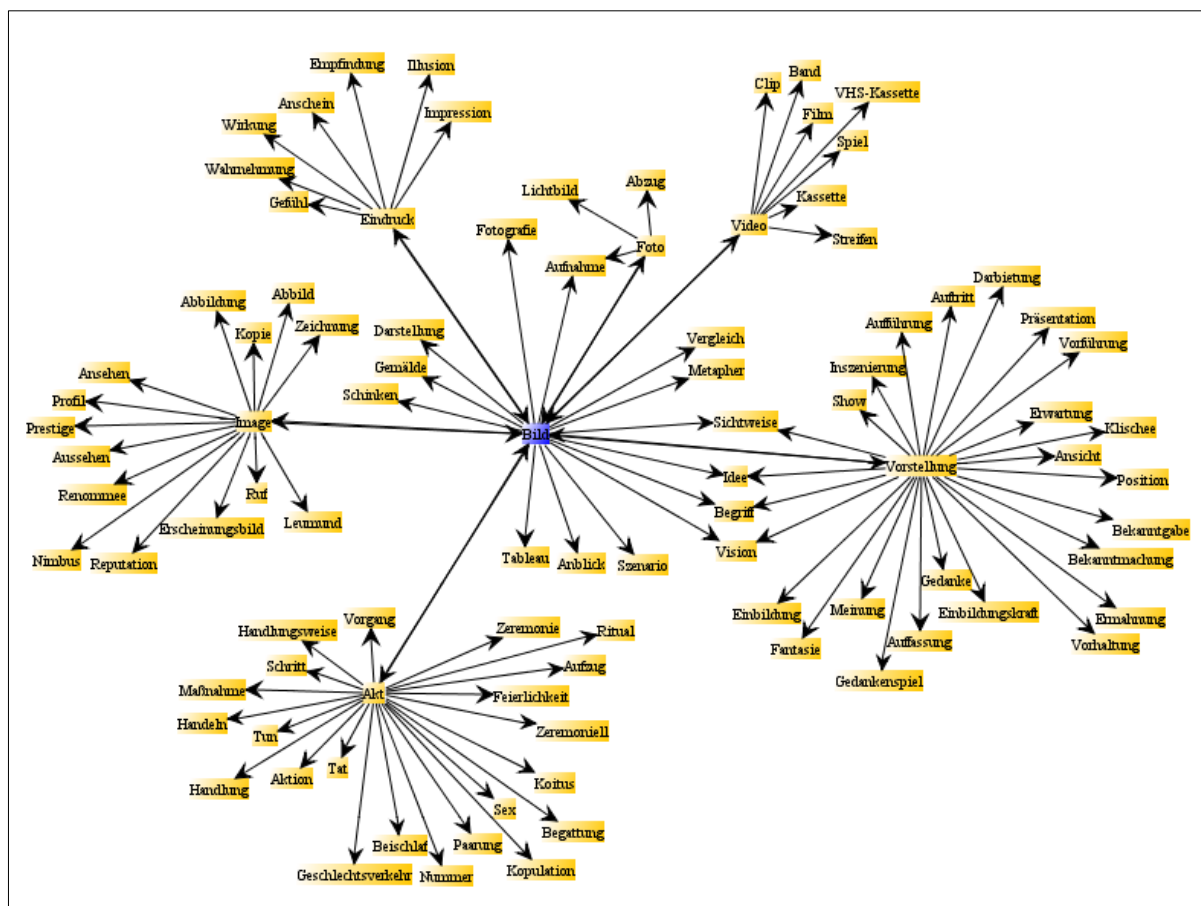 Empfindung
Illusion
Anschein
Impression
Wirkung
Wahrnehmung
Gefühl
Eindruck
Clip
Band
VHS-Kassette
Film
Spiel
Kassette
Video
Streifen
Lichtbild
Abzug
Fotografie
Foto
Aufnahme
Abbildung
Abbild
Kopie
Zeichnung
Ansehen
Profil
Prestige
Image
Aussehen
Renommee
Ruf
Erscheinungsbild
Leumund
Nimbus
Reputation
Darstellung
Gemälde
Schinken
Vergleich
Metapher
Bild
Sichtweise
Idee
Begriff
Vision
Tableau
Anblick
Szenario
Darbietung
Auftritt
Aufführung
Präsentation
Vorführung
Inszenierung
Show
Erwartung
Klischee
Ansicht
Vorstellung
Position
Bekanntgabe
Bekanntmachung
Gedanke
Einbildung
Meinung
Einbildungskraft
Ermahnung
Fantasie
Auffassung
Vorhaltung
Gedankenspiel
Vorgang
Handlungsweise
Zeremonie
Ritual
Schritt
Aufzug
Maßnahme
Akt
Feierlichkeit
Handeln
Tun
Zeremoniell
Tat
Aktion
Handlung
Koitus
Sex
Begattung
Beischlaf
Paarung
Geschlechtsverkehr
Nummer
Kopulation